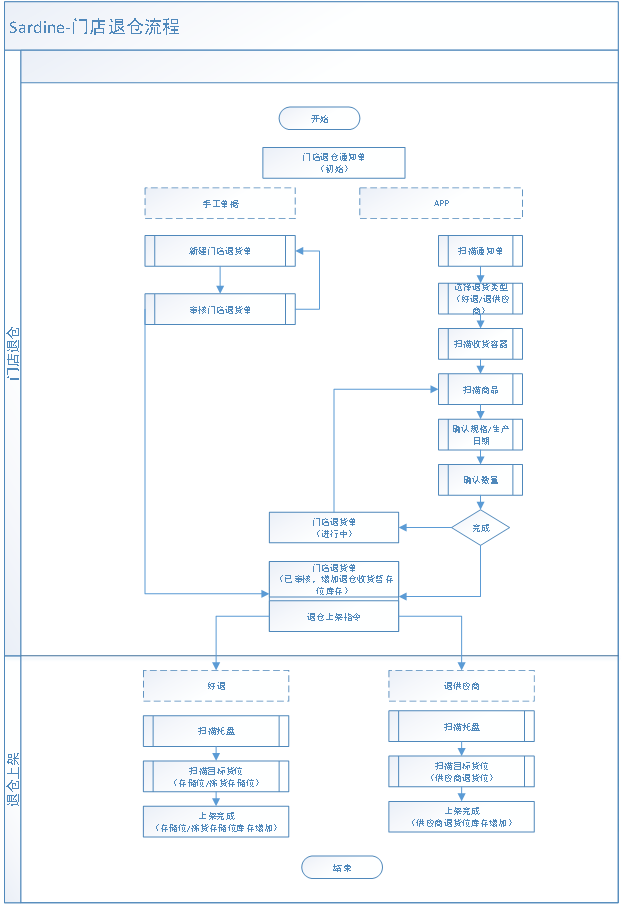 Sardine-门店退仓流程
门店退仓
开始
门店退仓通知单
（初始）
手工单据
APP
新建门店退货单
扫描通知单
审核门店退货单
选择退货类型
（好退/退供应
商）
扫描收货容器
扫描商品
确认规格/生产
日期
确认数量
门店退货单
（进行中）
完成
门店退货单
（已审核，增加退仓收货暂存
位库存）
退仓上架指令
退仓上架
好退
退供应商
扫描托盘
扫描托盘
扫描目标货位
（存储位/拣货存储位）
扫描目标货位
（供应商退货位）
上架完成
（存储位/拣货存储位库存增加）
上架完成
（供应商退货位库存增加）
结束